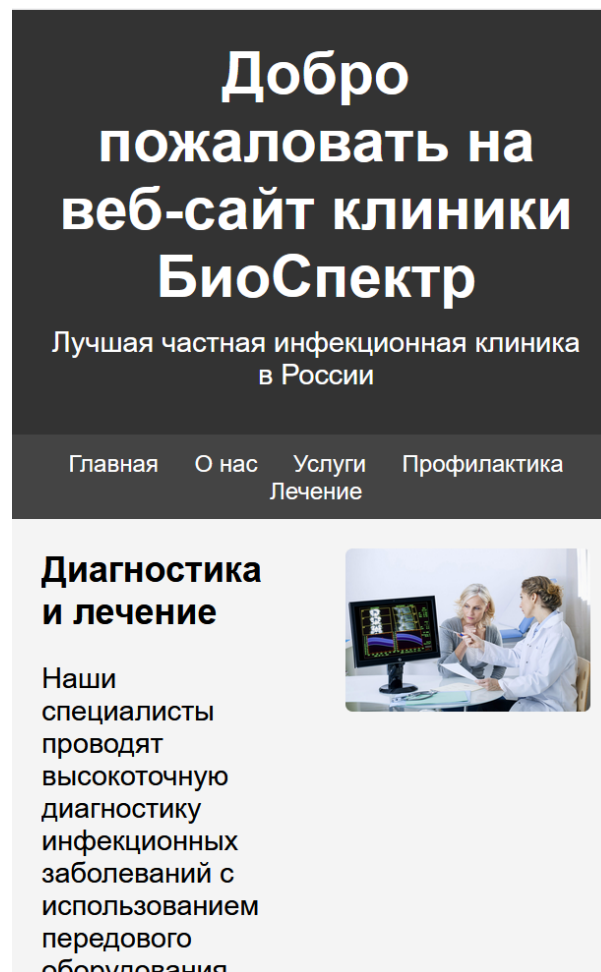 Добро
пожаловать на
веб-сайт клиники
БиоСпектр
Лучшая частная инфекционная клиника
в России
Главная О нас Услуги Профилактика
Лечение
Диагностика
и лечение
Наши
специалисты
проводят
высокоточную
диагностику
инфекционных
заболеваний с
использованием
передового
оборудования